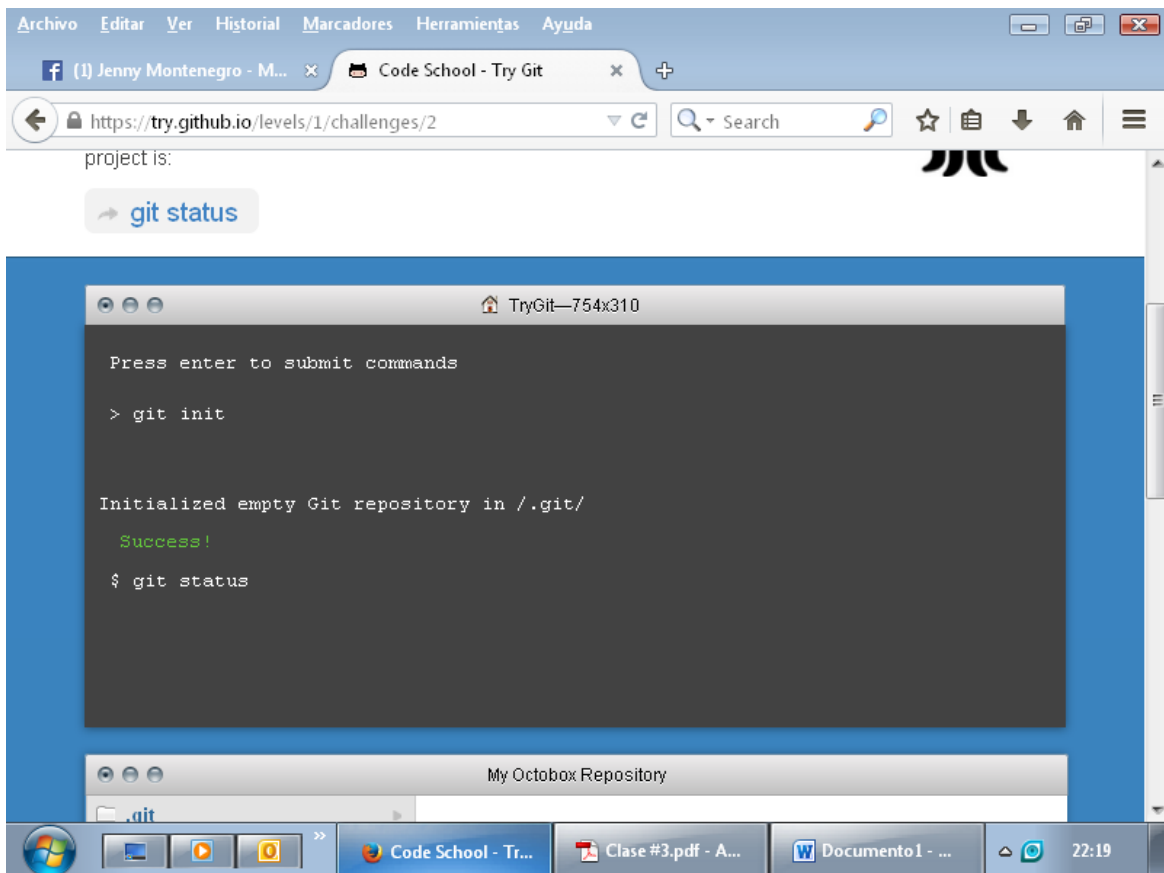 Archivo Editar Ver Historial Marcadores Herramientas Ayuda
(1) Jenny Montenegro - M... Code School - Try Git
https://try.github.io/levels/1/challenges/2 Search
project is:
git status
TryGit—754x310
Press enter to submit commands
> git init
Initialized empty Git repository in /.git/
Success!
$ git status
My Octobox Repository
.git
Code School - Tr... Clase #3.pdf - A... Documento1 - ... 22:19